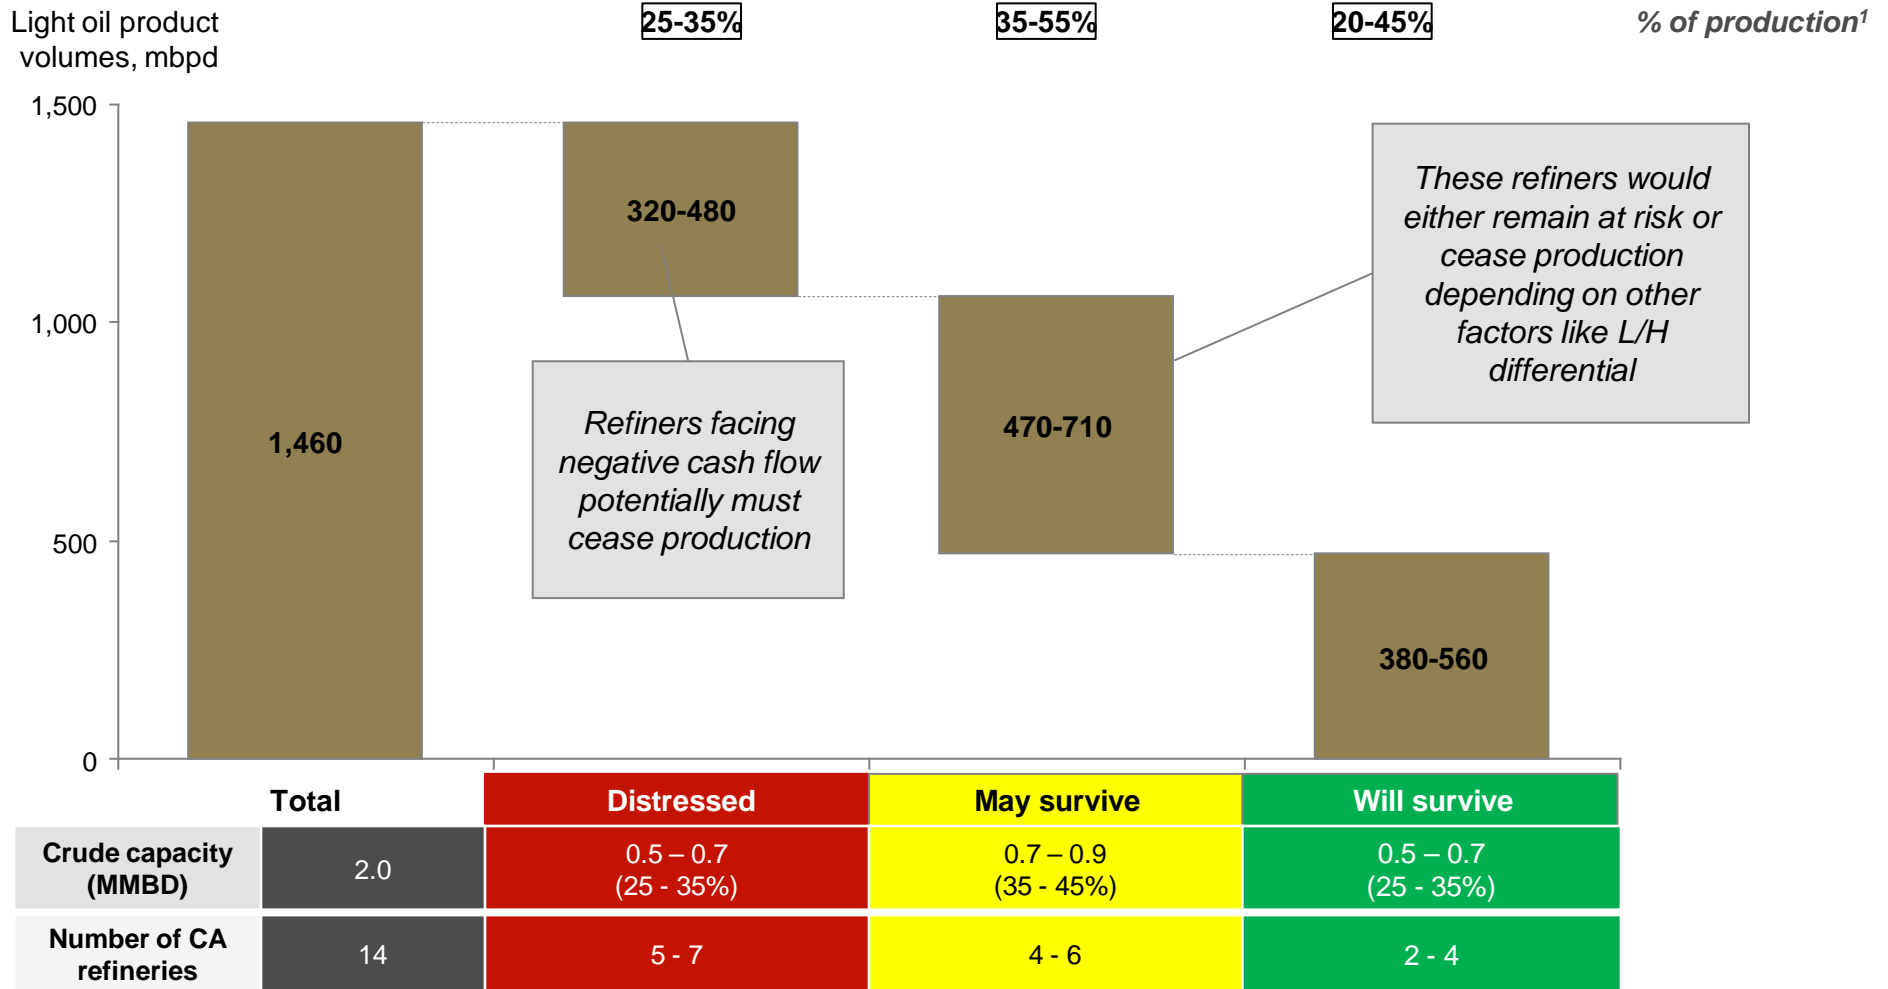 Light oil product
volumes, mbpd
25-35%
35-55%
20-45%
% of production¹
1,500
1,000
500
0
1,460
320-480
470-710
380-560
Refiners facing
negative cash flow
potentially must
cease production
These refiners would
either remain at risk or
cease production
depending on other
factors like L/H
differential
Total
Distressed
May survive
Will survive
Crude capacity
(MMBD)
2.0
0.5 – 0.7
(25 - 35%)
0.7 – 0.9
(35 - 45%)
0.5 – 0.7
(25 - 35%)
Number of CA
refineries
14
5 - 7
4 - 6
2 - 4